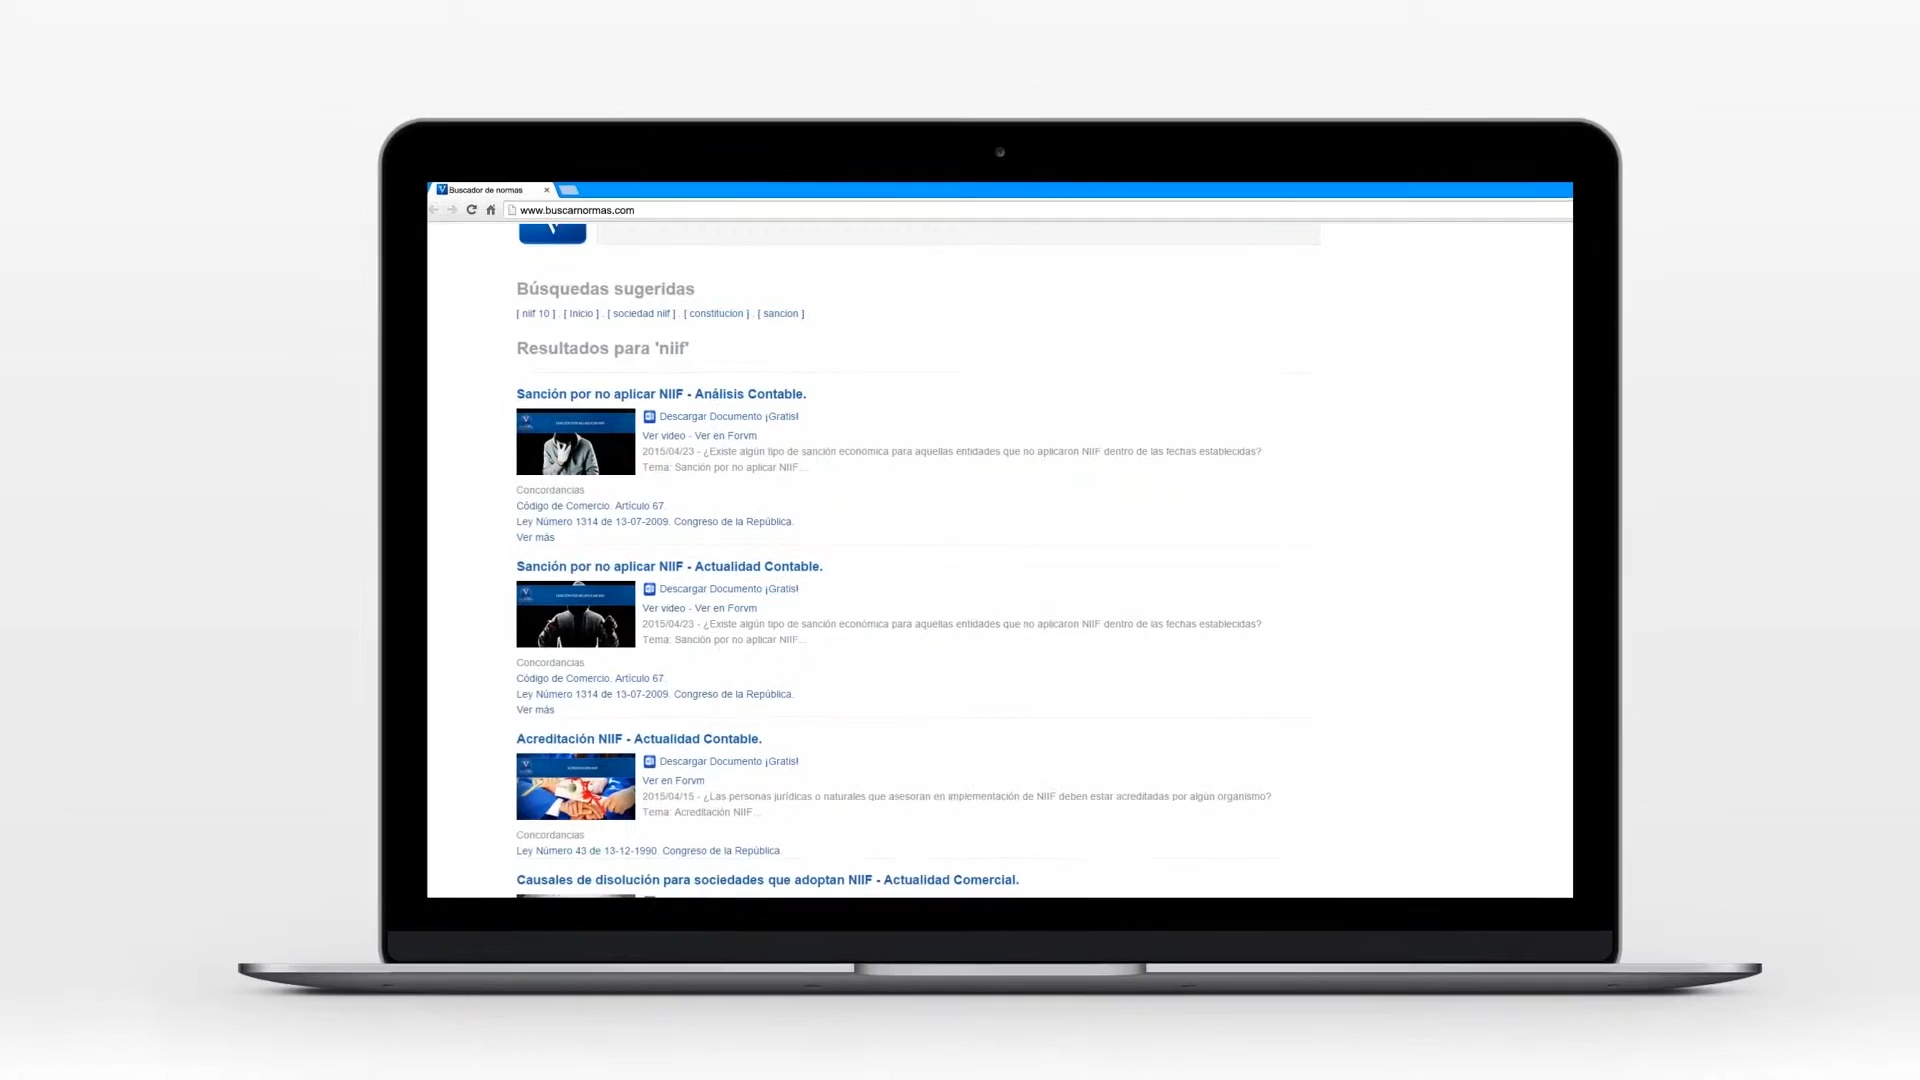 Buscador de normas
www.buscarnormas.com
Búsquedas sugeridas
[ niif 10 ] . [ Inicio ] . [ sociedad niif ] . [ constitucion ] . [ sancion ]
Resultados para 'niif'
Sanción por no aplicar NIIF - Análisis Contable.
Descargar Documento ¡Gratis!
Ver video - Ver en Forvm
2015/04/23 - ¿Existe algún tipo de sanción económica para aquellas entidades que no aplicaron NIIF dentro de las fechas establecidas?
Tema: Sanción por no aplicar NIIF...
Concordancias
Código de Comercio. Artículo 67.
Ley Número 1314 de 13-07-2009. Congreso de la República.
Ver más
Sanción por no aplicar NIIF - Actualidad Contable.
Descargar Documento ¡Gratis!
Ver video - Ver en Forvm
2015/04/23 - ¿Existe algún tipo de sanción económica para aquellas entidades que no aplicaron NIIF dentro de las fechas establecidas?
Tema: Sanción por no aplicar NIIF...
Concordancias
Código de Comercio. Artículo 67.
Ley Número 1314 de 13-07-2009. Congreso de la República.
Ver más
Acreditación NIIF - Actualidad Contable.
Descargar Documento ¡Gratis!
Ver en Forvm
2015/04/15 - ¿Las personas jurídicas o naturales que asesoran en implementación de NIIF deben estar acreditadas por algún organismo?
Tema: Acreditación NIIF...
Concordancias
Ley Número 43 de 13-12-1990. Congreso de la República.
Causales de disolución para sociedades que adoptan NIIF - Actualidad Comercial.